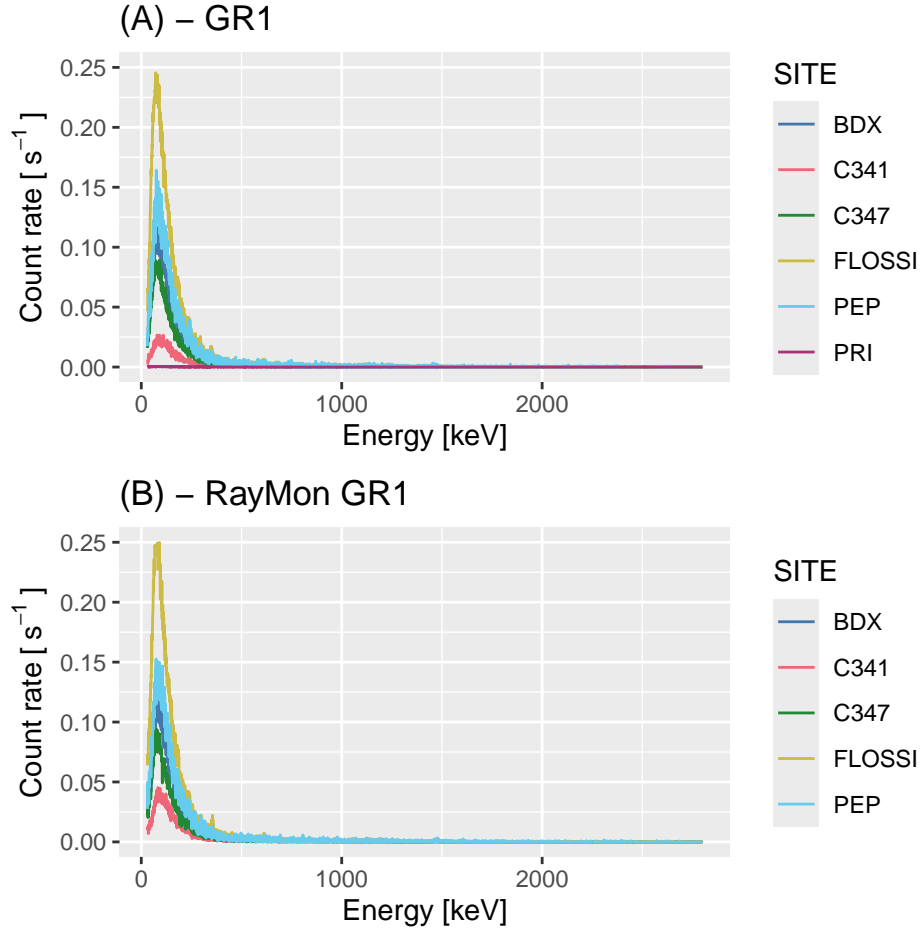 (A) – GR1
Count rate [ s⁻¹ ]
0.25
0.20
0.15
0.10
0.05
0.00
0
1000
2000
Energy [keV]
SITE
BDX
C341
C347
FLOSSI
PEP
PRI
(B) – RayMon GR1
Count rate [ s⁻¹ ]
0.25
0.20
0.15
0.10
0.05
0.00
0
1000
2000
Energy [keV]
SITE
BDX
C341
C347
FLOSSI
PEP